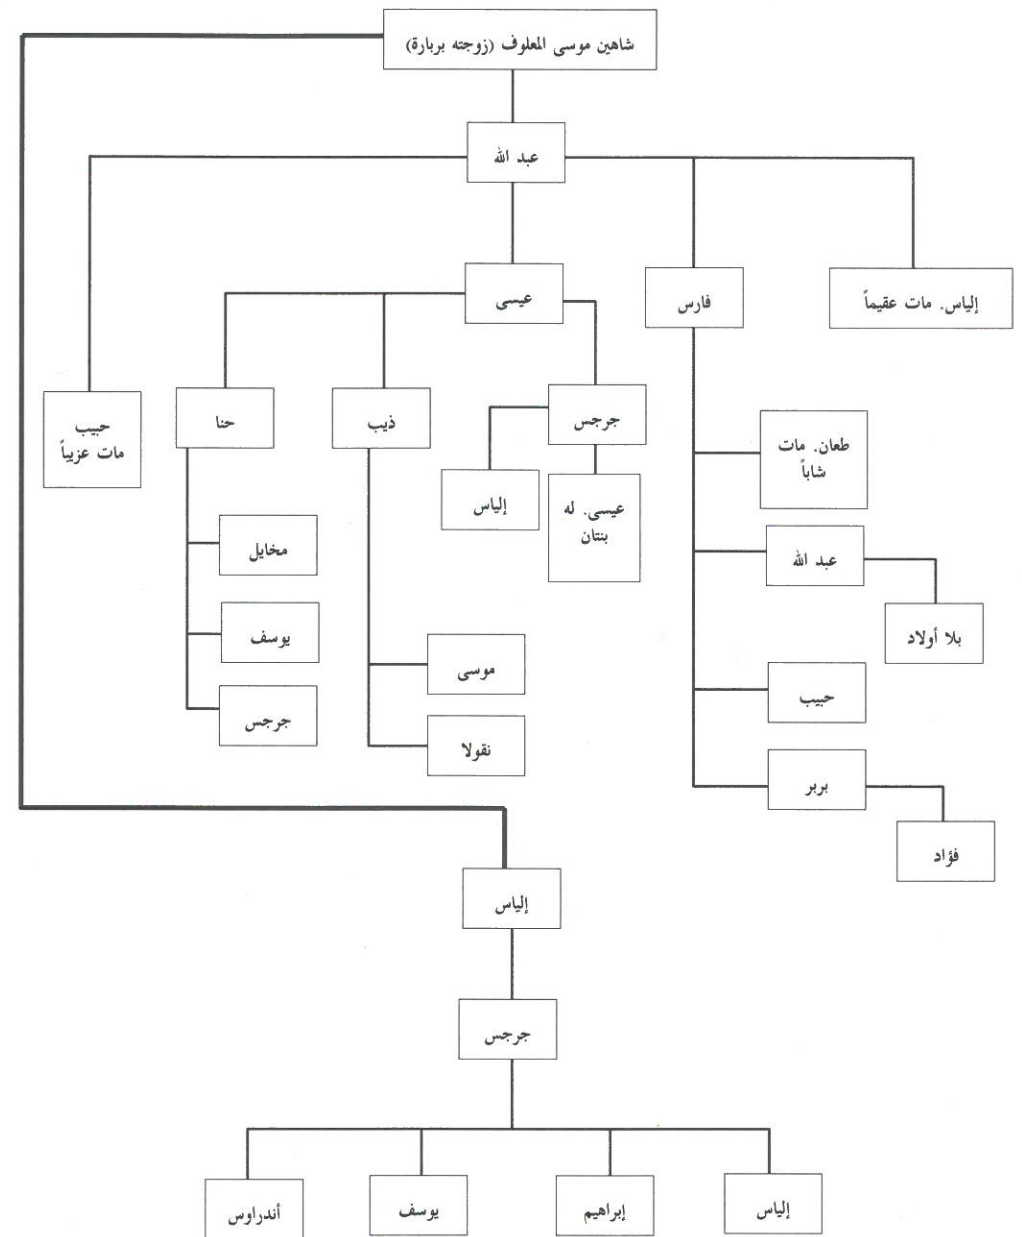 شاهين موسى المعلوف (زوجته بربارة)
عبد الله
إلياس. مات عقيماً
فارس
عيسى
حبيب
مات عزيباً
جرجس
ذيب
حنا
طعان. مات
شاباً
إلياس
عيسى. له
بنتان
عبد الله
بلا أولاد
مخايل
يوسف
جرجس
موسى
نقولا
حبيب
بربر
فؤاد
إلياس
جرجس
إلياس
إبراهيم
يوسف
أندراوس